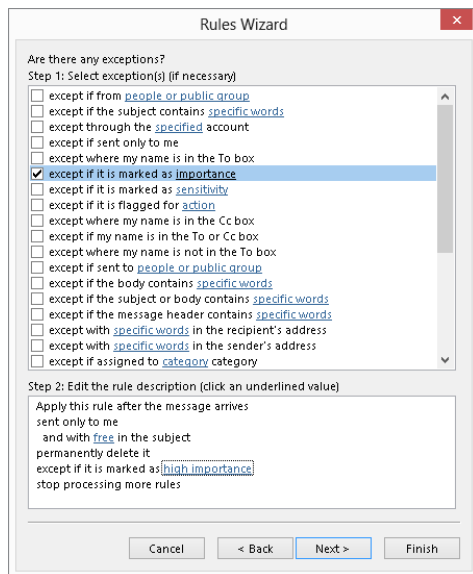 Rules Wizard
Are there any exceptions?
Step 1: Select exception(s) (if necessary)
except if from people or public group
except if the subject contains specific words
except through the specified account
except if sent only to me
except where my name is in the To box
except if it is marked as importance
except if it is marked as sensitivity
except if it is flagged for action
except where my name is in the Cc box
except if my name is in the To or Cc box
except where my name is not in the To box
except if sent to people or public group
except if the body contains specific words
except if the subject or body contains specific words
except if the message header contains specific words
except with specific words in the recipient's address
except with specific words in the sender's address
except if assigned to category category
Step 2: Edit the rule description (click an underlined value)
Apply this rule after the message arrives
sent only to me
and with free in the subject
permanently delete it
except if it is marked as high importance
stop processing more rules
Cancel < Back Next > Finish